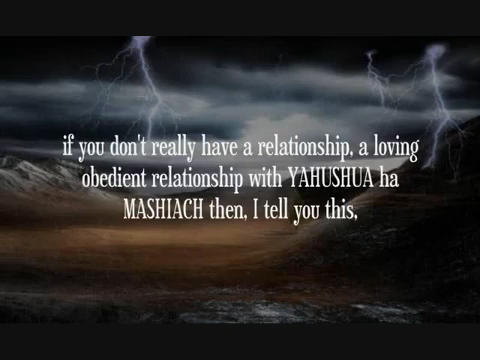 if you don't really have a relationship, a loving
obedient relationship with YAHUSHUA ha
MASHIACH then, I tell you this,